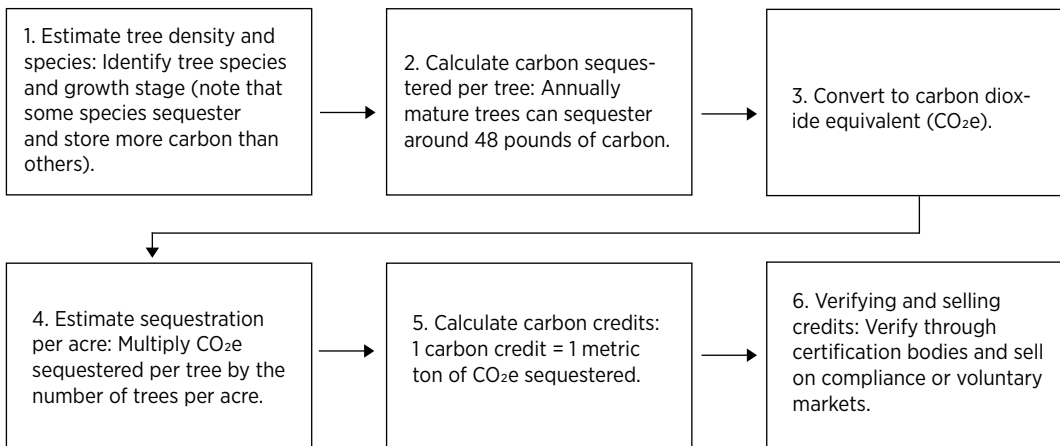 1. Estimate tree density and
species: Identify tree species
and growth stage (note that
some species sequester
and store more carbon than
others).
2. Calculate carbon seques-
tered per tree: Annually
mature trees can sequester
around 48 pounds of carbon.
3. Convert to carbon diox-
ide equivalent (CO₂e).
4. Estimate sequestration
per acre: Multiply CO₂e
sequestered per tree by the
number of trees per acre.
5. Calculate carbon credits:
1 carbon credit = 1 metric
ton of CO₂e sequestered.
6. Verifying and selling
credits: Verify through
certification bodies and sell
on compliance or voluntary
markets.